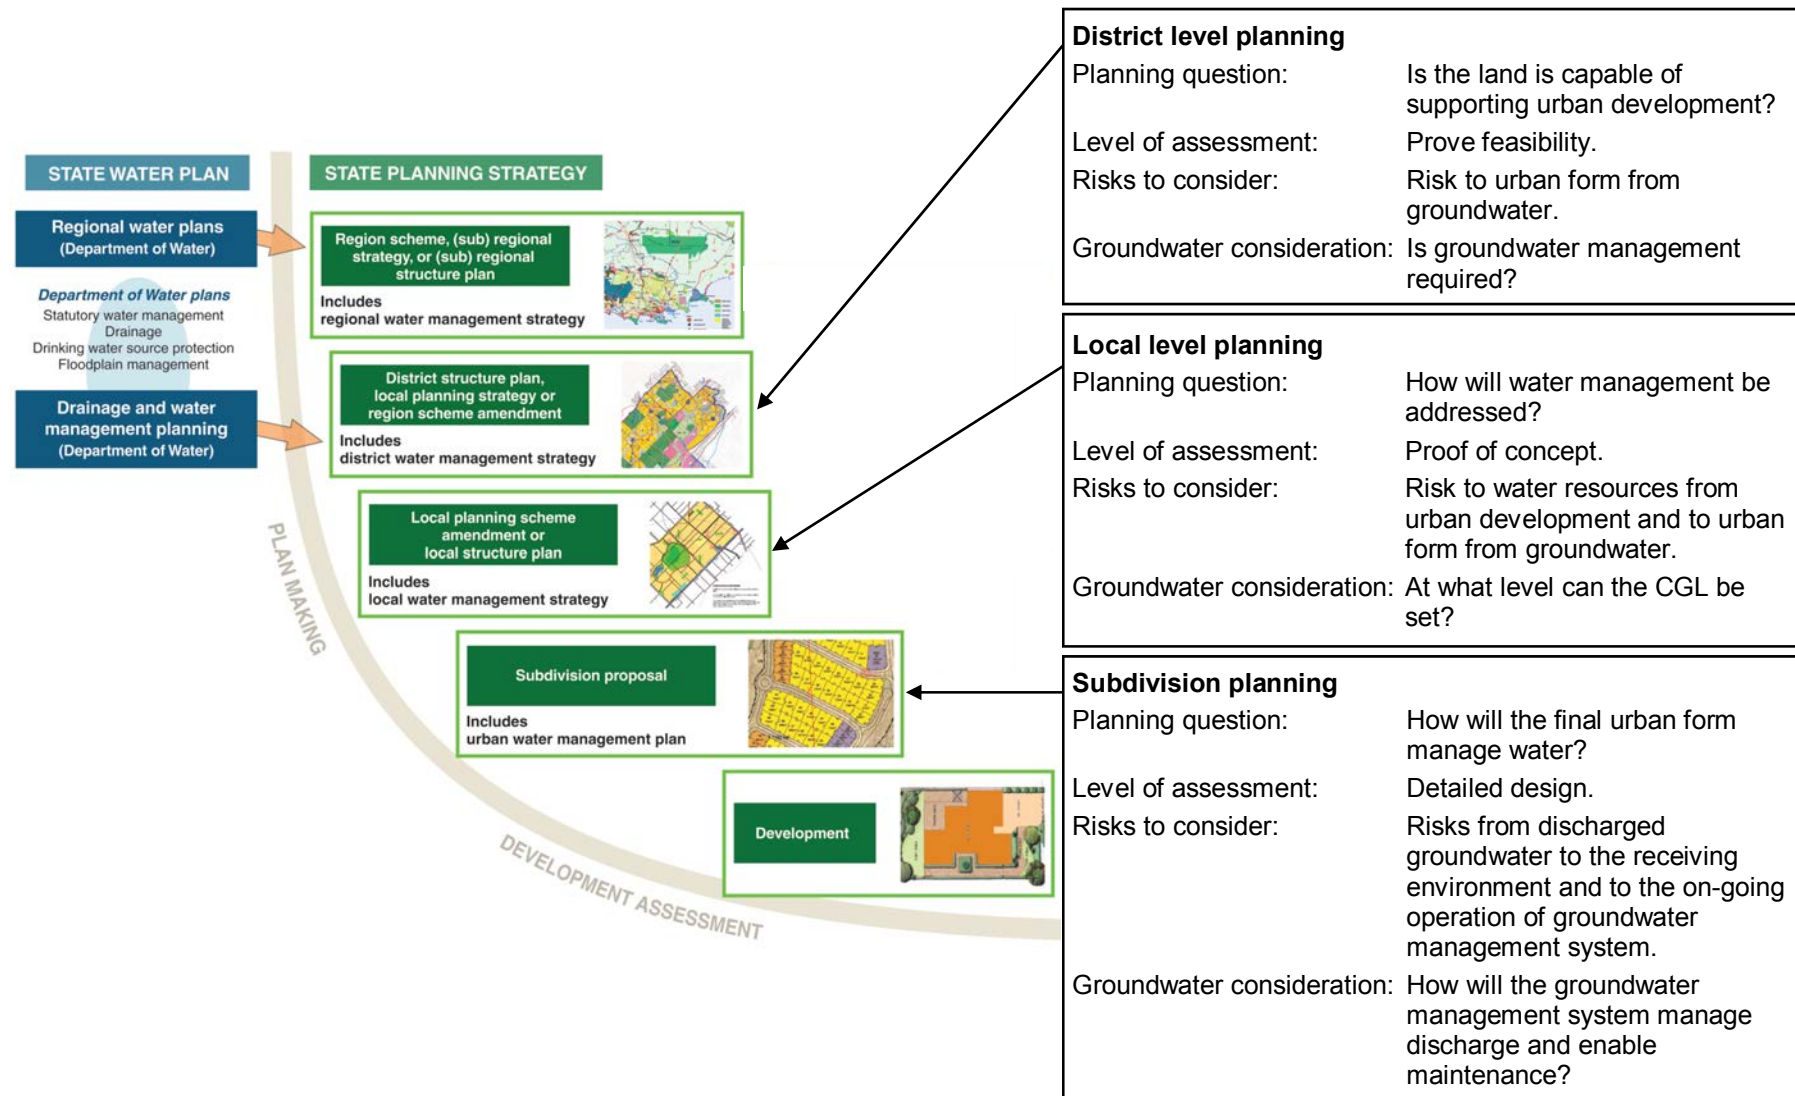 STATE WATER PLAN
Regional water plans
(Department of Water)
Department of Water plans
Statutory water management
Drainage
Drinking water source protection
Floodplain management
Drainage and water
management planning
(Department of Water)
STATE PLANNING STRATEGY
Region scheme, (sub) regional
strategy, or (sub) regional
structure plan
Includes
regional water management strategy
District structure plan,
local planning strategy or
region scheme amendment
Includes
district water management strategy
Local planning scheme
amendment or
local structure plan
Includes
local water management strategy
Subdivision proposal
Includes
urban water management plan
Development
PLAN MAKING
DEVELOPMENT ASSESSMENT
District level planning
Planning question: Is the land is capable of
supporting urban development?
Level of assessment: Prove feasibility.
Risks to consider: Risk to urban form from
groundwater.
Groundwater consideration: Is groundwater management
required?
Local level planning
Planning question: How will water management be
addressed?
Level of assessment: Proof of concept.
Risks to consider: Risk to water resources from
urban development and to urban
form from groundwater.
Groundwater consideration: At what level can the CGL be
set?
Subdivision planning
Planning question: How will the final urban form
manage water?
Level of assessment: Detailed design.
Risks to consider: Risks from discharged
groundwater to the receiving
environment and to the on-going
operation of groundwater
management system.
Groundwater consideration: How will the groundwater
management system manage
discharge and enable
maintenance?